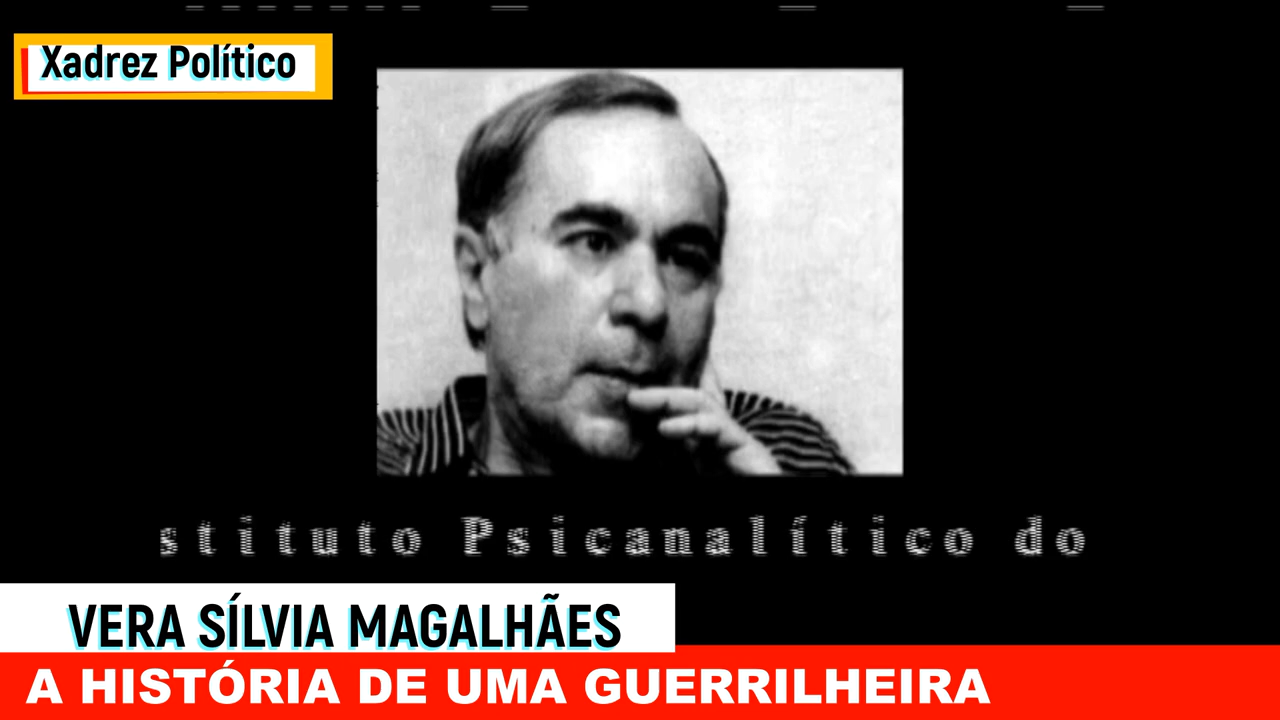 Xadrez Político
stituto Psicanalítico do
VERA SÍLVIA MAGALHÃES
A HISTÓRIA DE UMA GUERRILHEIRA